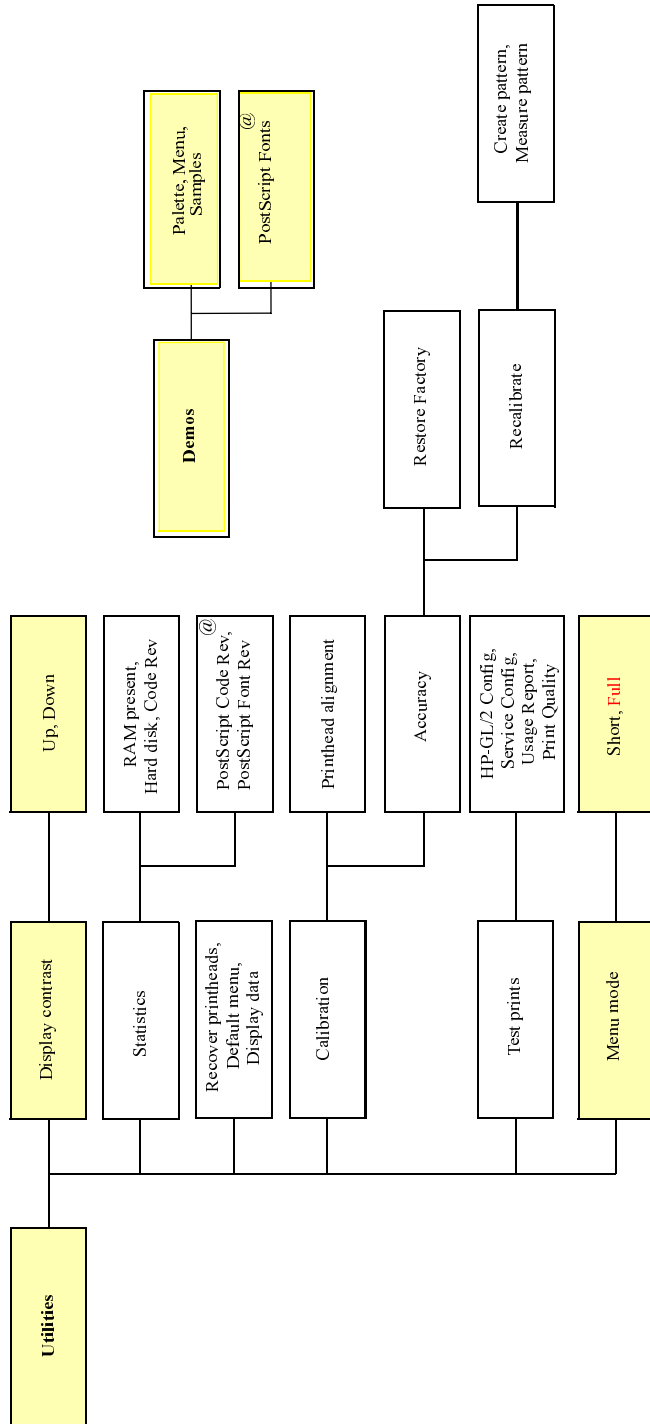 Utilities
Display contrast
Up, Down
Statistics
RAM present,
Hard disk, Code Rev
@
PostScript Code Rev,
PostScript Font Rev
Recover printheads,
Default menu,
Display data
Calibration
Printhead alignment
Accuracy
Restore Factory
Recalibrate
Create pattern,
Measure pattern
Test prints
HP-GL/2 Config,
Service Config,
Usage Report,
Print Quality
Menu mode
Short, Full
Demos
Palette, Menu,
Samples
@
PostScript Fonts